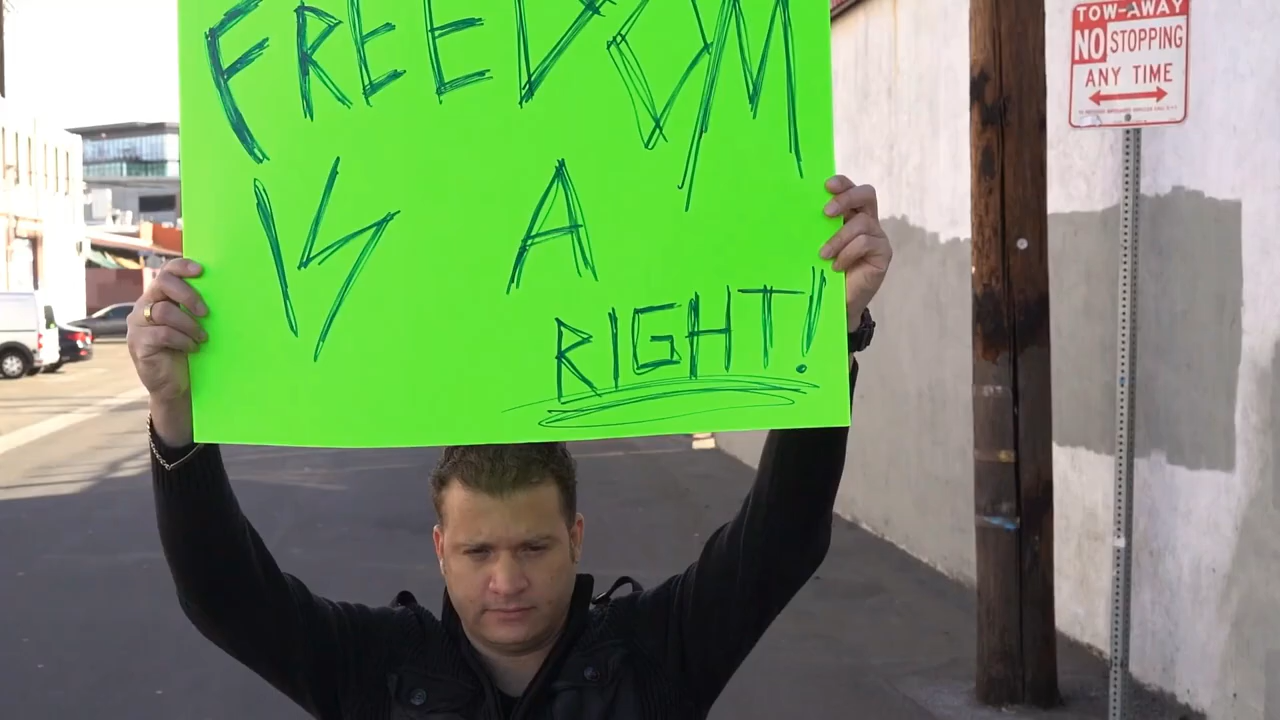 FREEDOM
IS A
RIGHT!
TOW-AWAY
NO STOPPING
ANY TIME